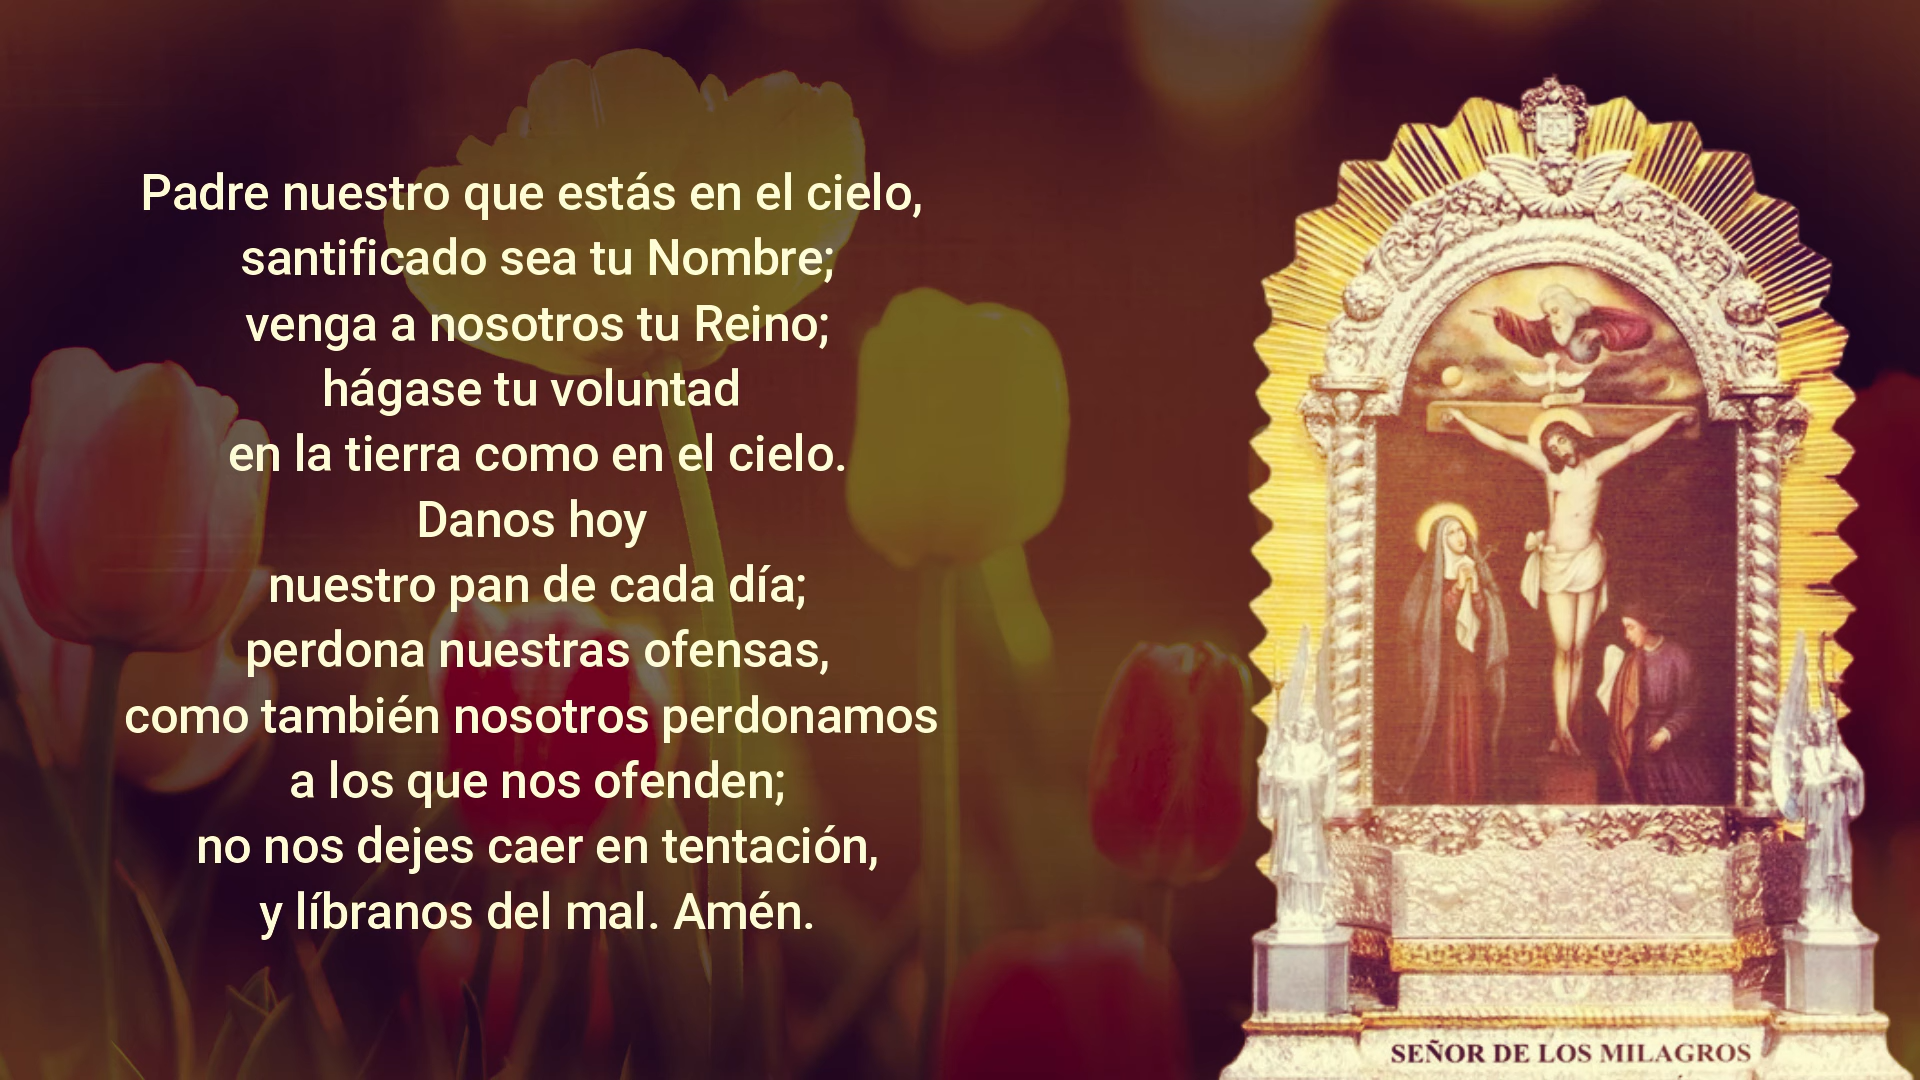 Padre nuestro que estás en el cielo,
santificado sea tu Nombre;
venga a nosotros tu Reino;
hágase tu voluntad
en la tierra como en el cielo.
Danos hoy
nuestro pan de cada día;
perdona nuestras ofensas,
como también nosotros perdonamos
a los que nos ofenden;
no nos dejes caer en tentación,
y líbranos del mal. Amén.
SEÑOR DE LOS MILAGROS